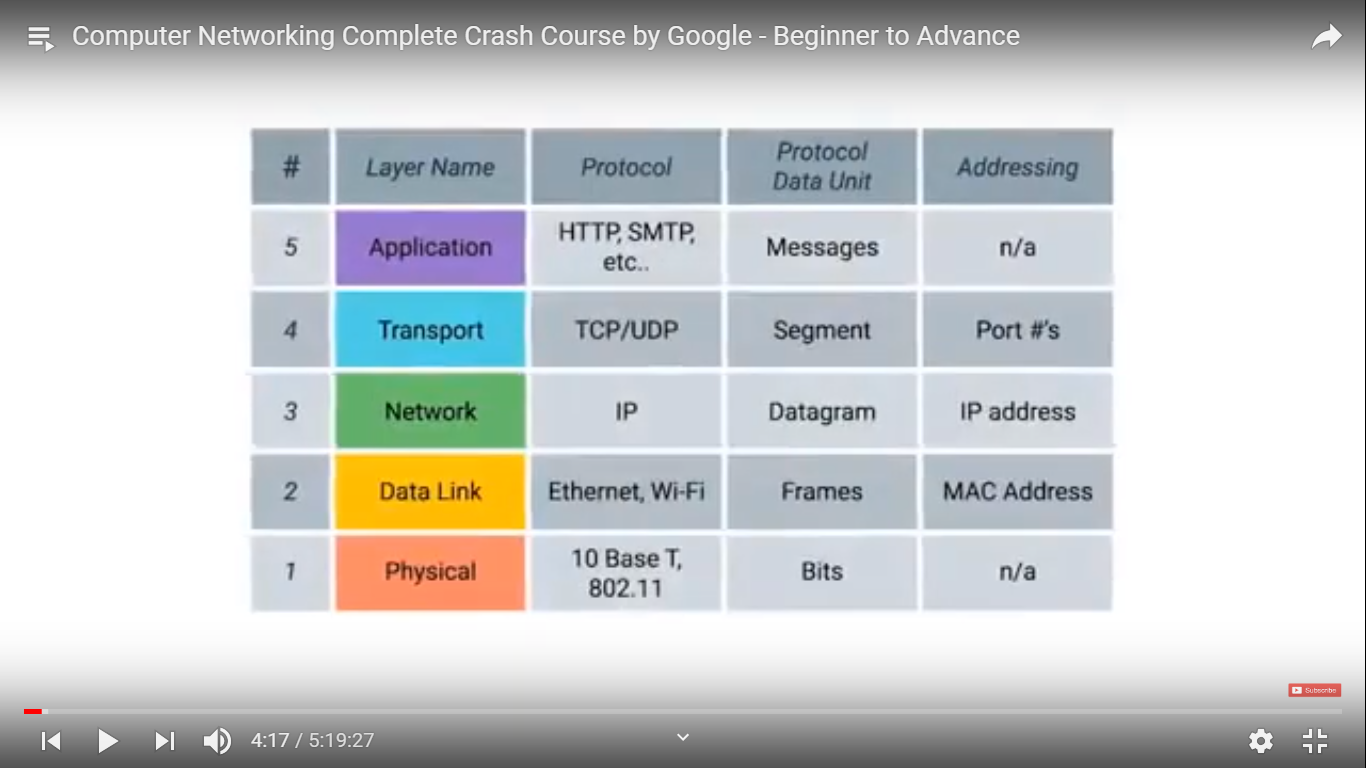 Computer Networking Complete Crash Course by Google - Beginner to Advance
# Layer Name Protocol Protocol Data Unit Addressing
5 Application HTTP, SMTP, etc.. Messages n/a
4 Transport TCP/UDP Segment Port #'s
3 Network IP Datagram IP address
2 Data Link Ethernet, Wi-Fi Frames MAC Address
1 Physical 10 Base T, 802.11 Bits n/a
Subscribe
4:17 / 5:19:27